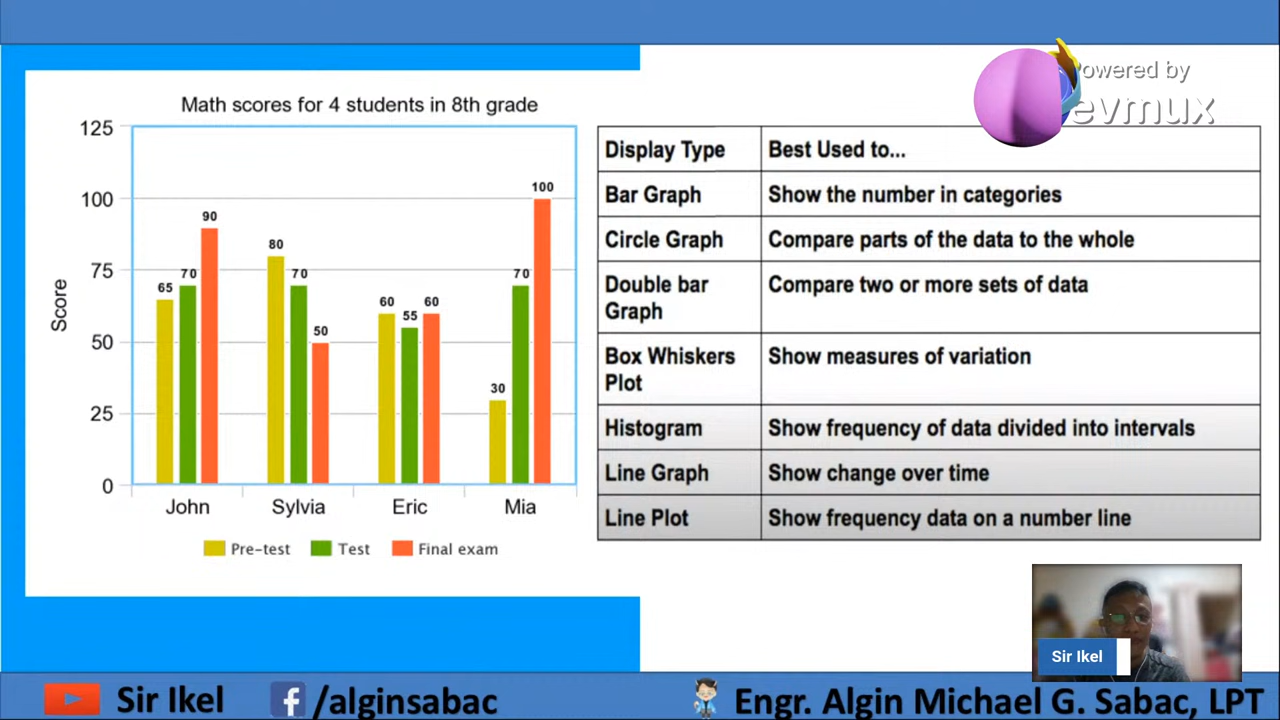 Powered by
evmux
Math scores for 4 students in 8th grade
125
100
75
50
25
0
Score
65
70
90
80
70
50
60
55
60
30
70
100
John
Sylvia
Eric
Mia
Pre-test
Test
Final exam
Display Type
Best Used to...
Bar Graph
Show the number in categories
Circle Graph
Compare parts of the data to the whole
Double bar
Graph
Compare two or more sets of data
Box Whiskers
Plot
Show measures of variation
Histogram
Show frequency of data divided into intervals
Line Graph
Show change over time
Line Plot
Show frequency data on a number line
Sir Ikel
Sir Ikel
/alginsabac
Engr. Algin Michael G. Sabac, LPT